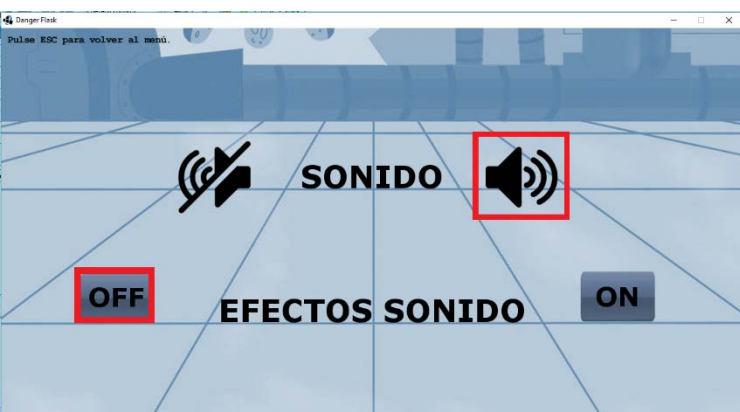 Danger Flask
Pulse ESC para volver al menú.
SONIDO
OFF
EFECTOS SONIDO
ON